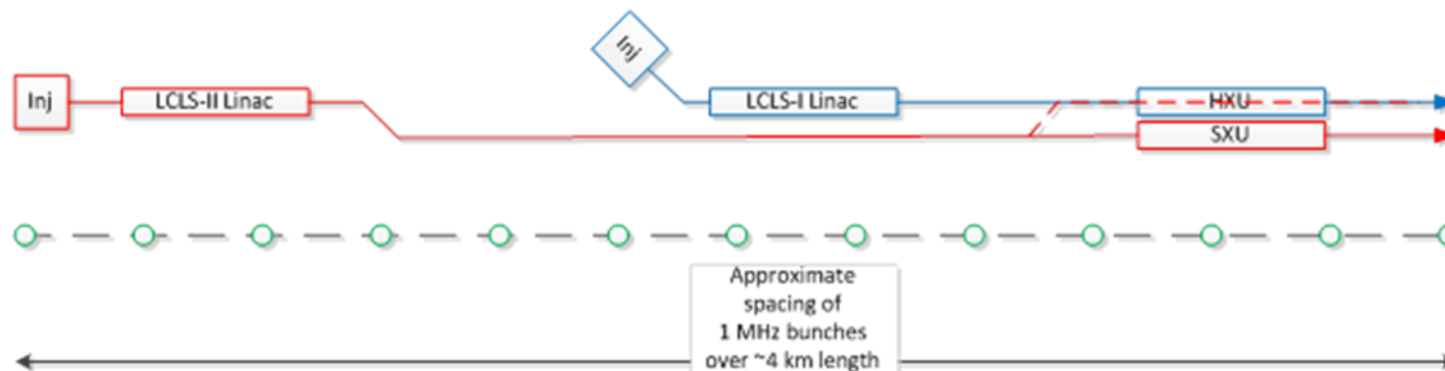 Inj
Inj
LCLS-II Linac
LCLS-I Linac
HXU
SXU
Approximate
spacing of
1 MHz bunches
over ~4 km length